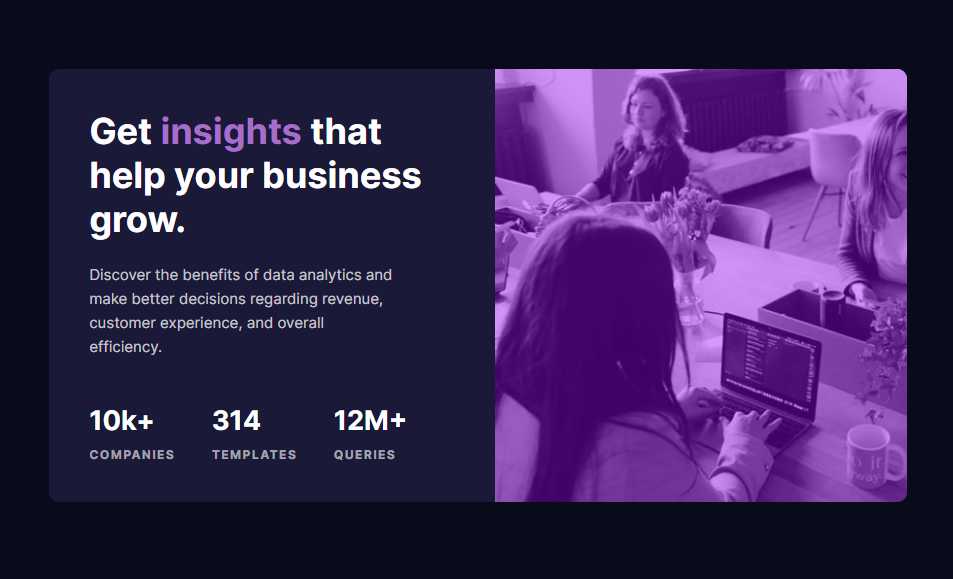 Get insights that
help your business
grow.
Discover the benefits of data analytics and
make better decisions regarding revenue,
customer experience, and overall
efficiency.
10k+ 314 12M+
COMPANIES TEMPLATES QUERIES